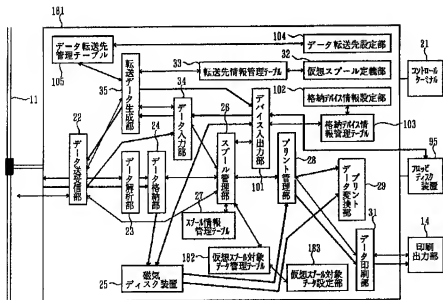 181
データ転送先
管理テーブル
105
104
データ転送先設定部
21
コントロール
ターミナル
33
転送先情報管理テーブル
32
仮想スプール定義部
11
35
転送データ生成部
34
データ入力部
102
格納デバイス情報設定部
格納デバイス情報
管理テーブル
103
22
データ送受信部
24
データ格納部
データ解析部
23
26
スプール管理部
27
スプール情報
管理テーブル
デバイス入出力部
101
28
プリント管理部
プリント
データ変換部
29
95
フロッピ
ディスク装置
31
データ印刷部
14
印刷
出力部
25
磁気
ディスク装置
182
仮想スプール対象
データ管理テーブル
183
仮想スプール対象
データ設定部